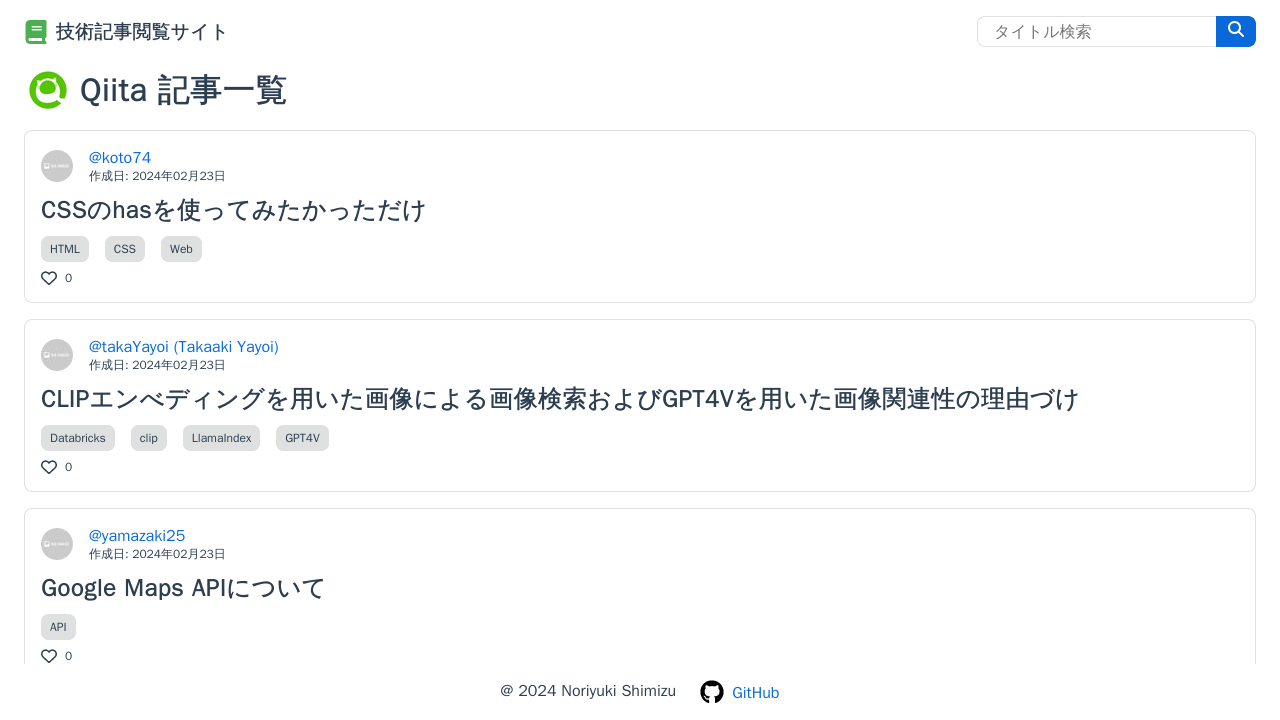 技術記事閲覧サイト
タイトル検索
Qiita 記事一覧
@koto74
作成日: 2024年02月23日
CSSのhasを使ってみたかっただけ
HTML CSS Web
0
@takaYayoi (Takaaki Yayoi)
作成日: 2024年02月23日
CLIPエンべディングを用いた画像による画像検索およびGPT4Vを用いた画像関連性の理由づけ
Databricks clip LlamaIndex GPT4V
0
@yamazaki25
作成日: 2024年02月23日
Google Maps APIについて
API
0
@ 2024 Noriyuki Shimizu GitHub